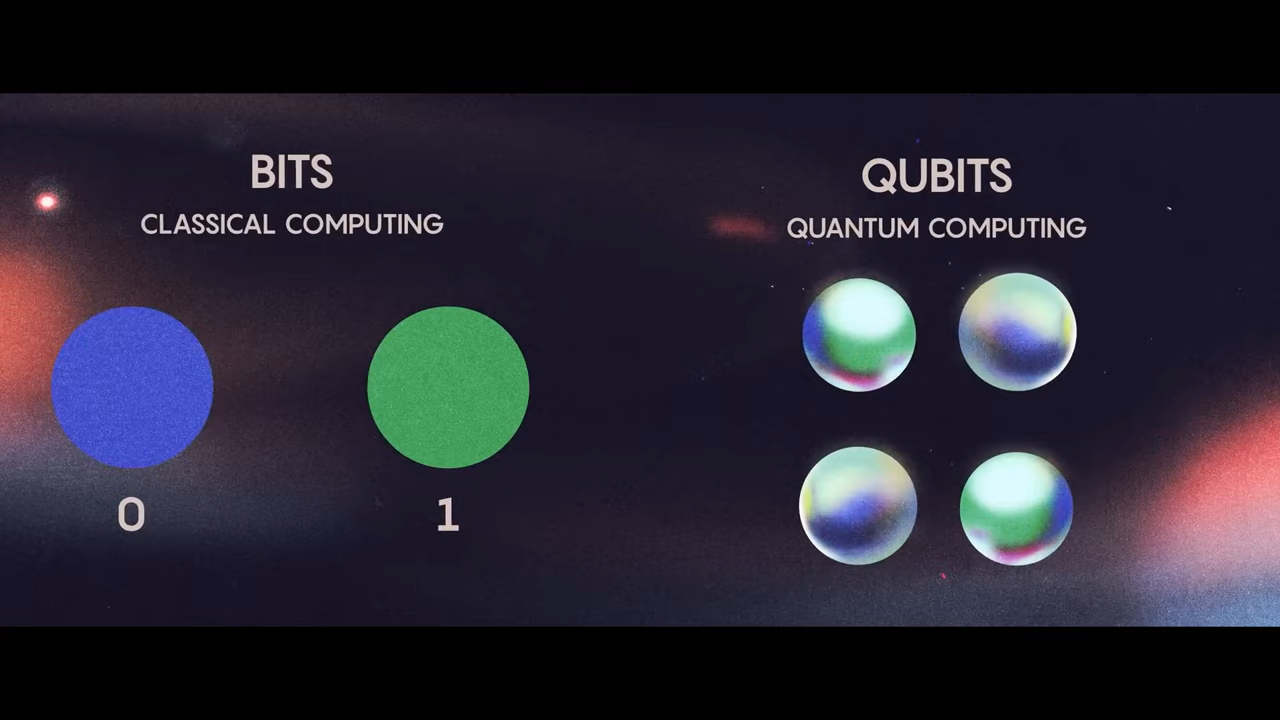 BITS
CLASSICAL COMPUTING
0
1
QUBITS
QUANTUM COMPUTING